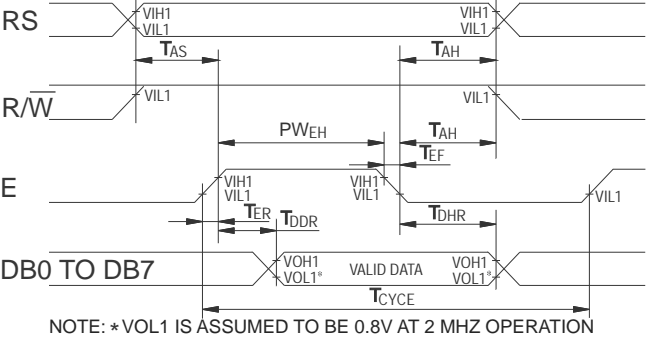 RS VIH1 VIL1 VIH1 VIL1
TAS TAH
R/W VIL1 VIL1
PWEH TAH
TEF
E VIH1 VIL1 VIH1 VIL1 VIL1
TER TDDR TDHR
DB0 TO DB7 VOH1 VOL1* VALID DATA VOH1 VOL1*
TCYCE
NOTE: * VOL1 IS ASSUMED TO BE 0.8V AT 2 MHZ OPERATION